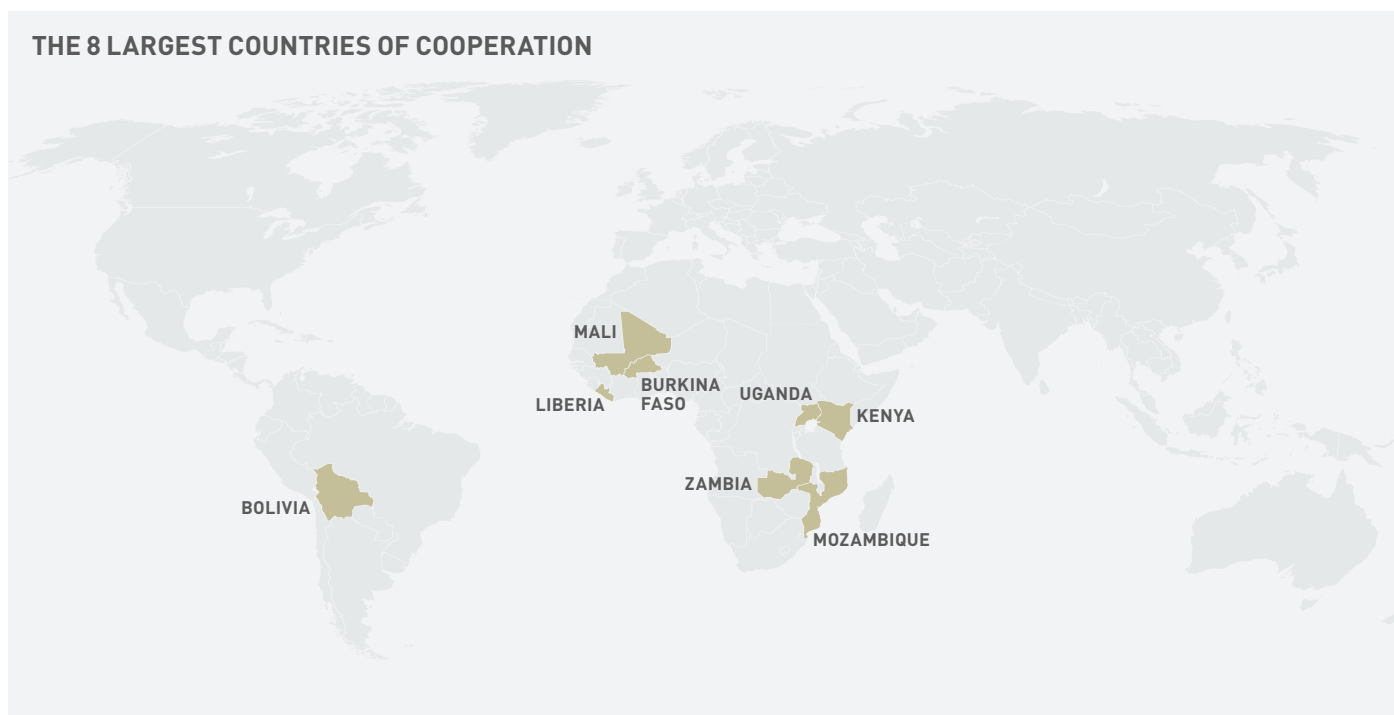 THE 8 LARGEST COUNTRIES OF COOPERATION
MALI
BURKINA
FASO
LIBERIA
UGANDA
KENYA
ZAMBIA
BOLIVIA
MOZAMBIQUE